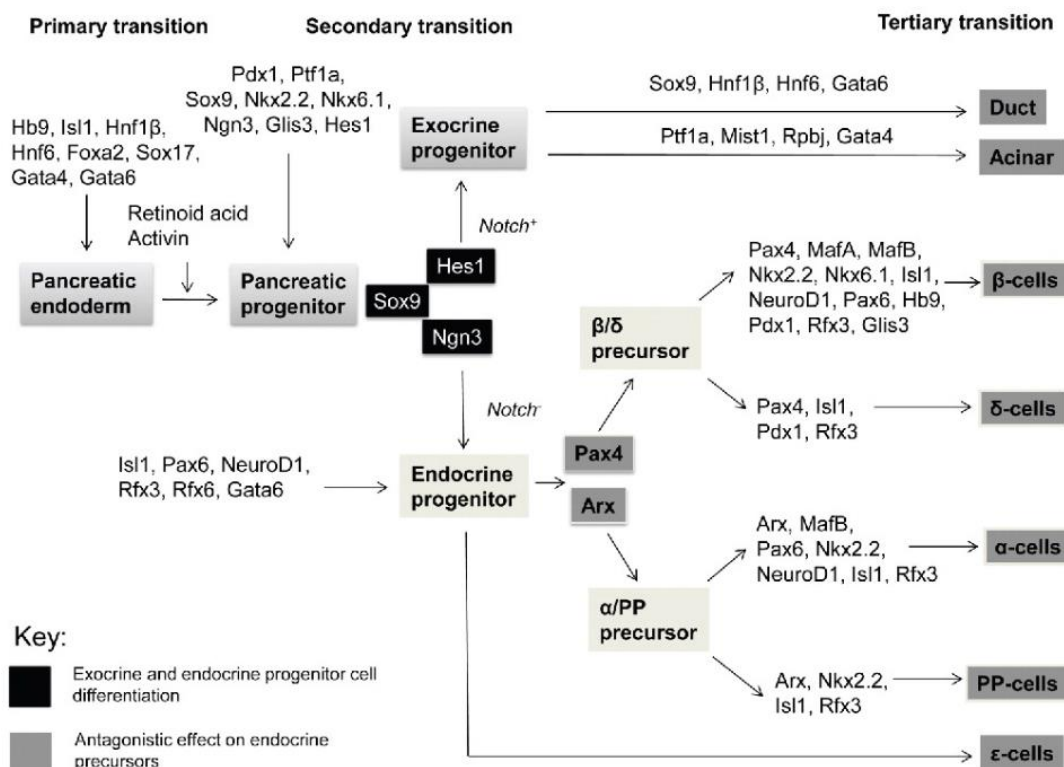 Primary transition
Secondary transition
Tertiary transition
Pdx1, Ptf1a,
Sox9, Nkx2.2, Nkx6.1,
Ngn3, Glis3, Hes1
Hb9, Isl1, Hnf1β,
Hnf6, Foxa2, Sox17,
Gata4, Gata6
Retinoid acid
Activin
Pancreatic
endoderm
Pancreatic
progenitor
Sox9
Hes1
Ngn3
Notch⁺
Notch⁻
Exocrine
progenitor
Sox9, Hnf1β, Hnf6, Gata6
Duct
Ptf1a, Mist1, Rpbj, Gata4
Acinar
Isl1, Pax6, NeuroD1,
Rfx3, Rfx6, Gata6
Endocrine
progenitor
Pax4
Arx
β/δ
precursor
Pax4, MafA, MafB,
Nkx2.2, Nkx6.1, Isl1,
NeuroD1, Pax6, Hb9,
Pdx1, Rfx3, Glis3
β-cells
Pax4, Isl1,
Pdx1, Rfx3
δ-cells
α/PP
precursor
Arx, MafB,
Pax6, Nkx2.2,
NeuroD1, Isl1, Rfx3
α-cells
Arx, Nkx2.2,
Isl1, Rfx3
PP-cells
ε-cells
Key:
Exocrine and endocrine progenitor cell
differentiation
Antagonistic effect on endocrine
precursors